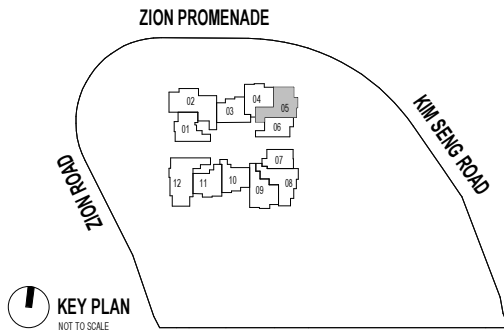 ZION PROMENADE
02
04
05
03
01
06
KIM SENG ROAD
ZION ROAD
07
12
11
10
09
08
KEY PLAN
NOT TO SCALE